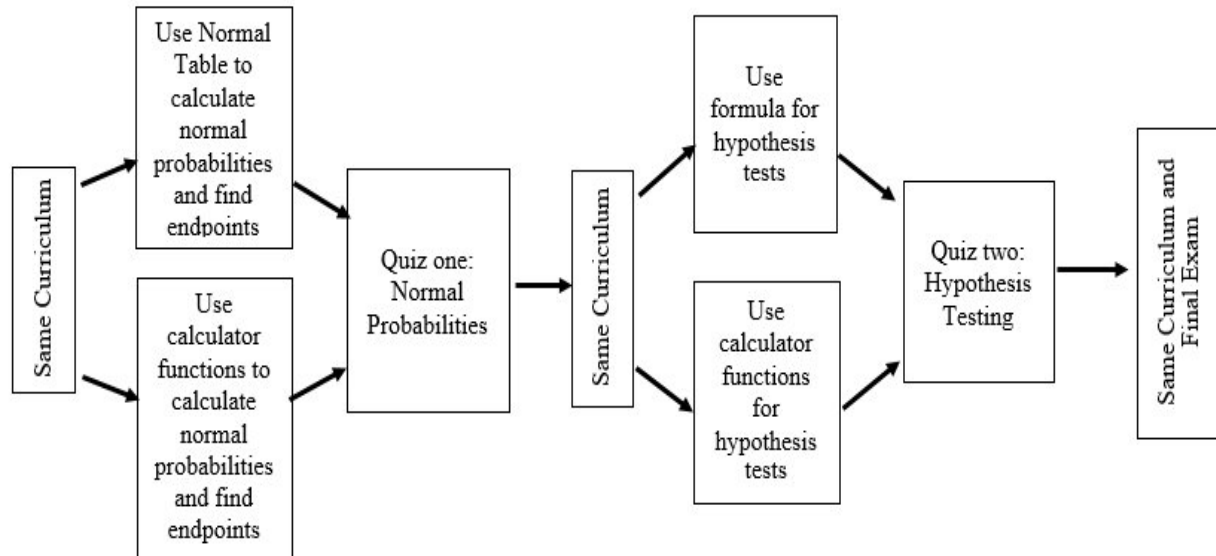 Same Curriculum
Use Normal
Table to
calculate
normal
probabilities
and find
endpoints
Use
calculator
functions to
calculate
normal
probabilities
and find
endpoints
Quiz one:
Normal
Probabilities
Same Curriculum
Use
formula for
hypothesis
tests
Use
calculator
functions
for
hypothesis
tests
Quiz two:
Hypothesis
Testing
Same Curriculum and
Final Exam